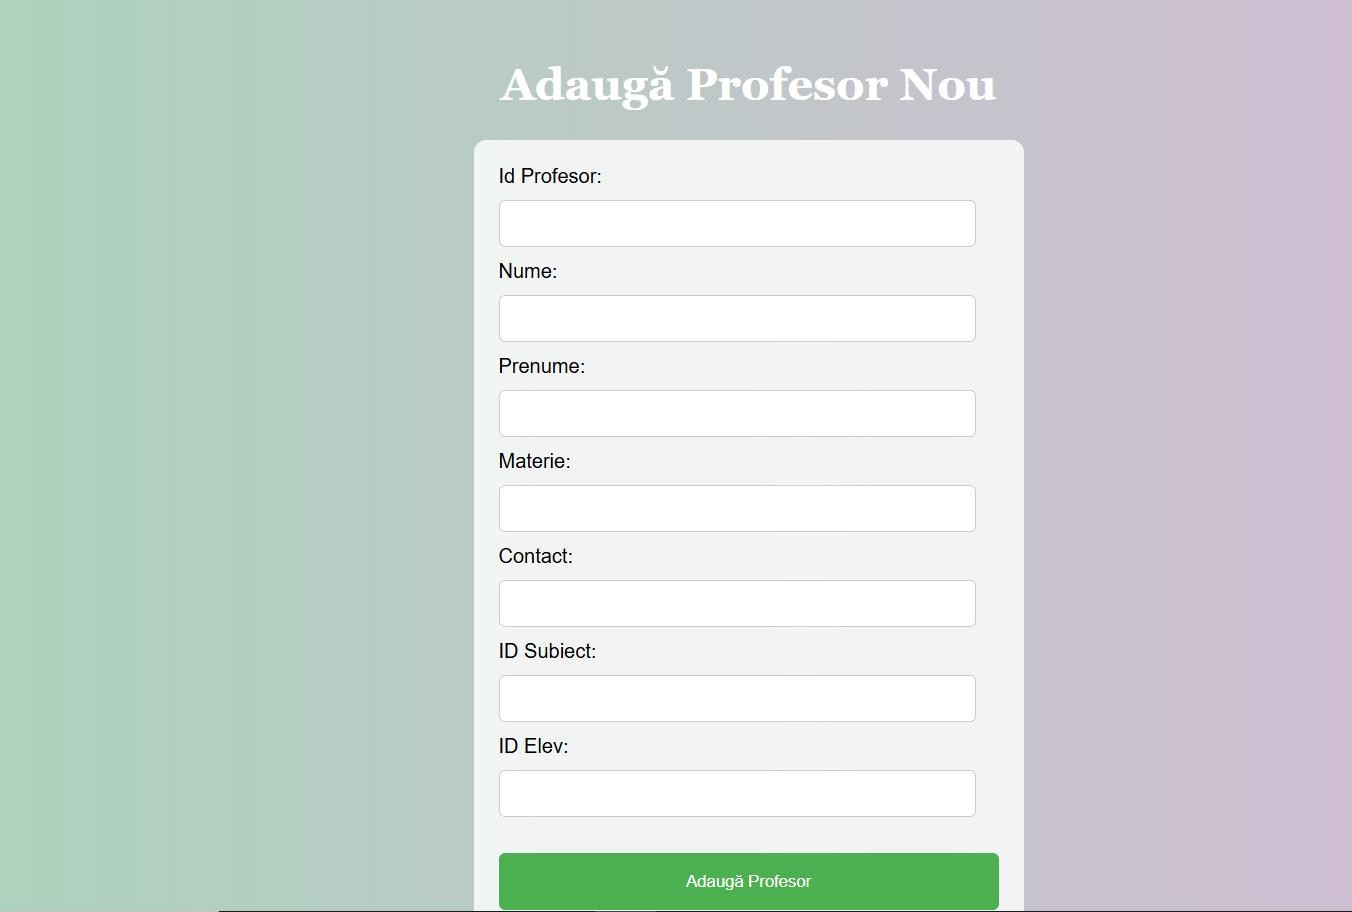 Adaugă Profesor Nou
Id Profesor:
Nume:
Prenume:
Materie:
Contact:
ID Subiect:
ID Elev:
Adaugă Profesor